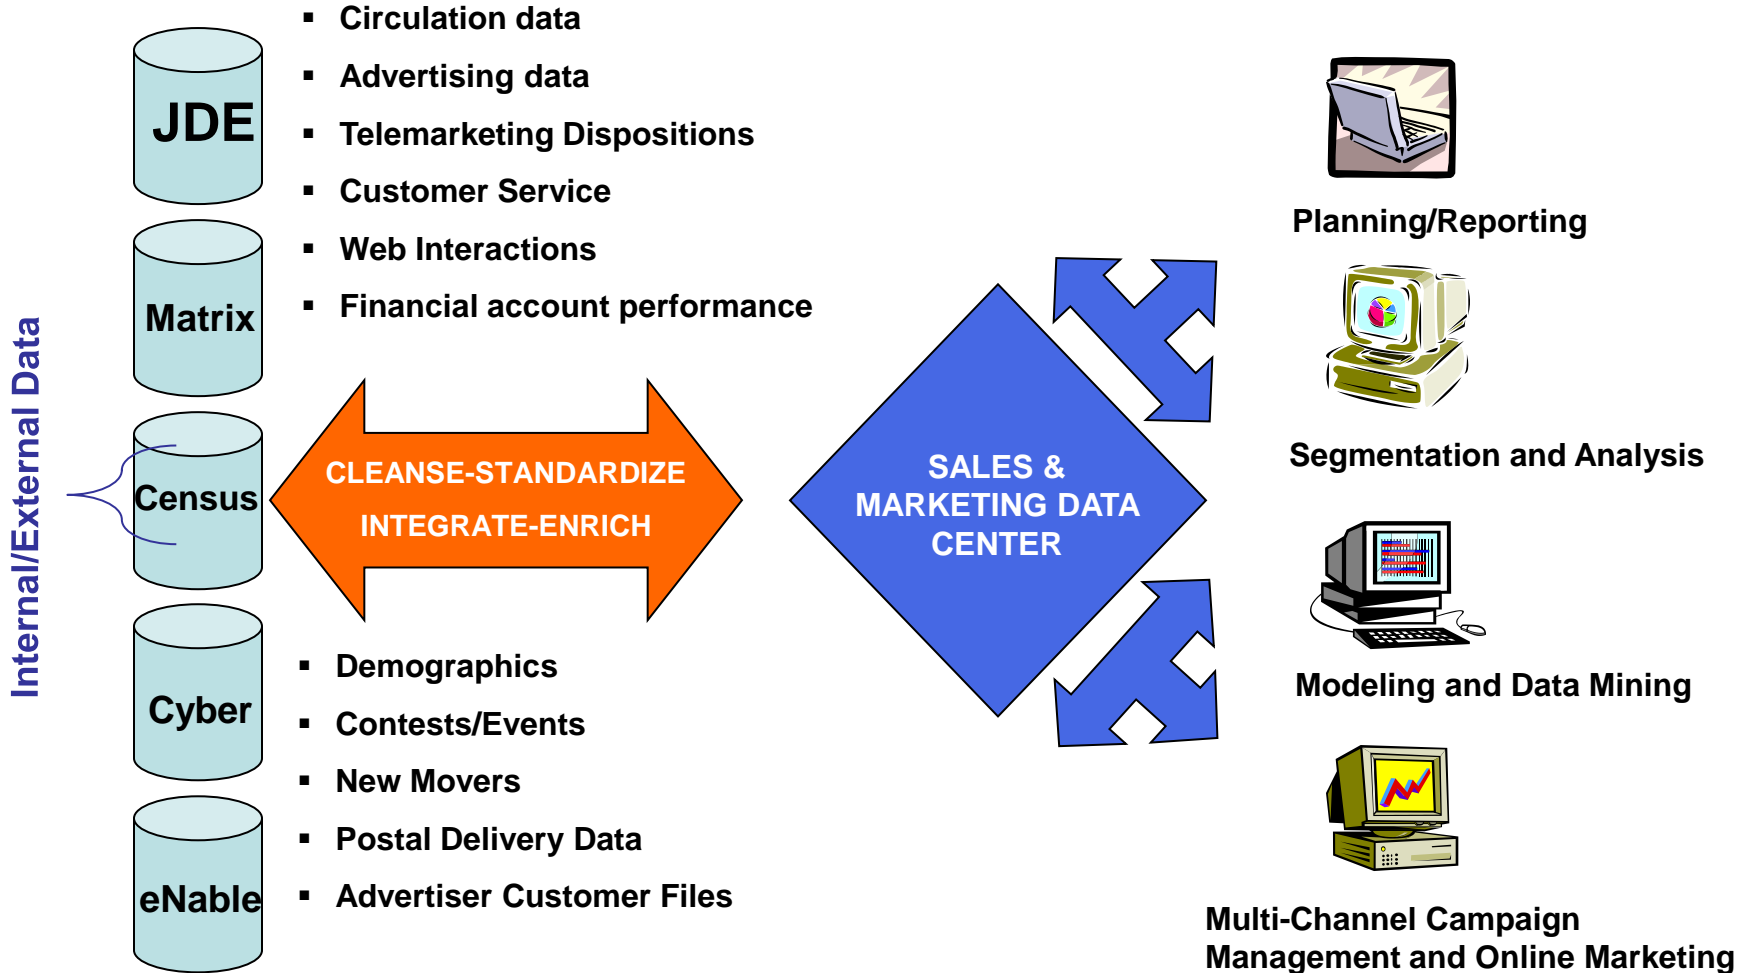 Internal/External Data
JDE
Matrix
Census
Cyber
eNable
▪ Circulation data
▪ Advertising data
▪ Telemarketing Dispositions
▪ Customer Service
▪ Web Interactions
▪ Financial account performance
CLEANSE-STANDARDIZE
INTEGRATE-ENRICH
▪ Demographics
▪ Contests/Events
▪ New Movers
▪ Postal Delivery Data
▪ Advertiser Customer Files
SALES &
MARKETING DATA
CENTER
Planning/Reporting
Segmentation and Analysis
Modeling and Data Mining
Multi-Channel Campaign
Management and Online Marketing